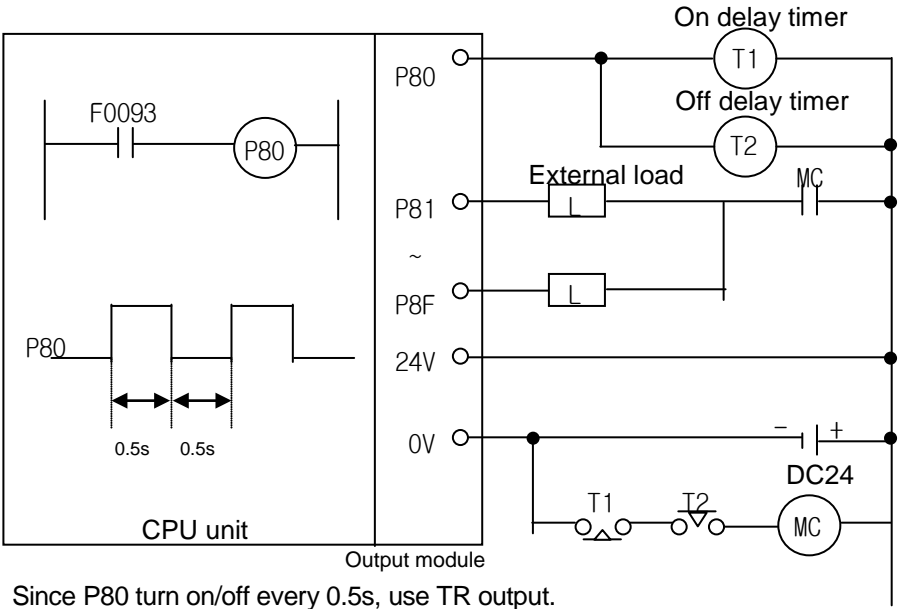 On delay timer
P80
T1
F0093
P80
Off delay timer
T2
External load
MC
P81
L
~
P8F
L
P80
24V
0.5s 0.5s
0V
- +
DC24
T1 T2
MC
CPU unit
Output module
Since P80 turn on/off every 0.5s, use TR output.